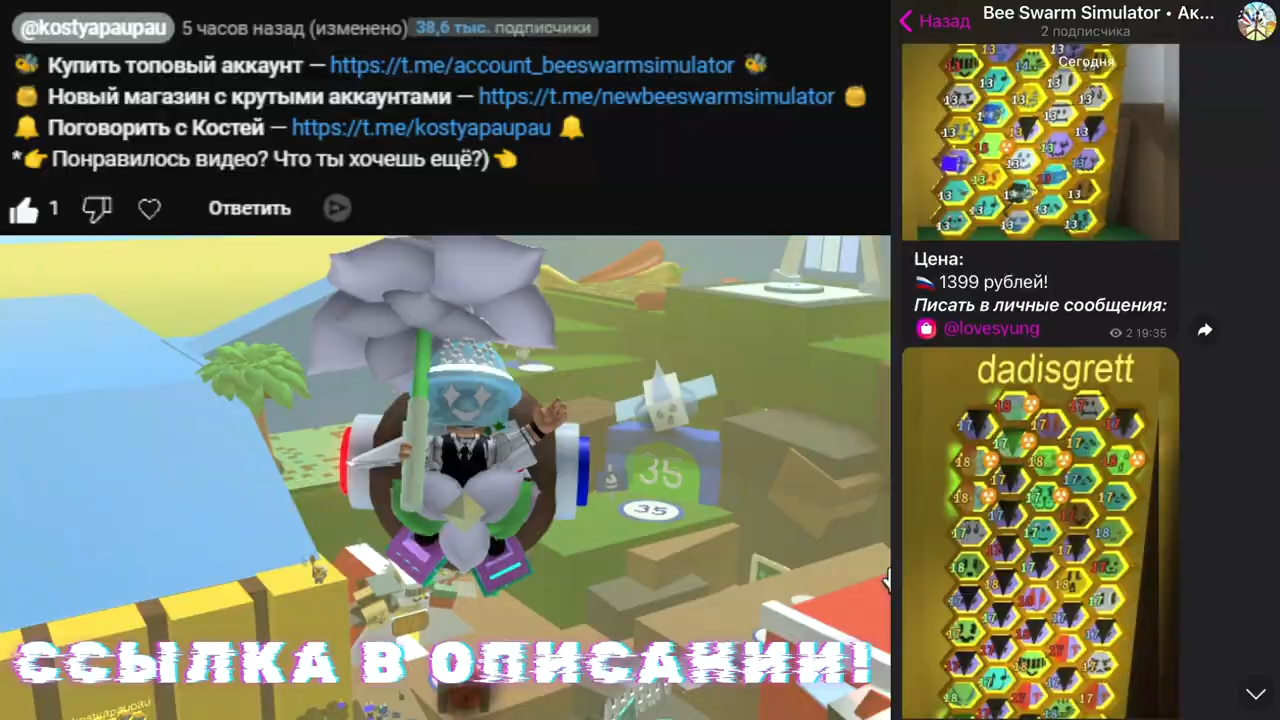 @kostyapaupau 5 часов назад (изменено) 38,6 тыс. подписчики
Купить топовый аккаунт — https://t.me/account_beeswarmsimulator
Новый магазин с крутыми аккаунтами — https://t.me/newbeeswarmsimulator
Поговорить с Костей — https://t.me/kostyapaupau
*👉 Понравилось видео? Что ты хочешь ещё?) 👈
1
Ответить
35
35
ССЫЛКА В ОПИСАНИИ!
Назад
Bee Swarm Simulator • Ак...
2 подписчика
Сегодня
Цена:
1399 рублей!
Писать в личные сообщения:
@lovesyung
2 19:35
dadisgrett